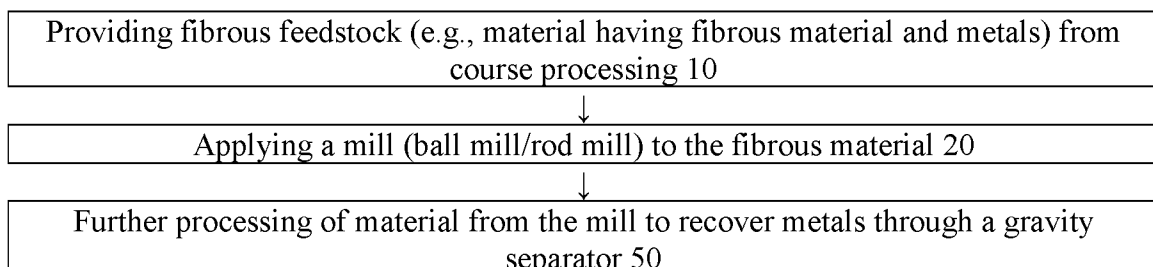 Providing fibrous feedstock (e.g., material having fibrous material and metals) from
course processing 10
↓
Applying a mill (ball mill/rod mill) to the fibrous material 20
↓
Further processing of material from the mill to recover metals through a gravity
separator 50